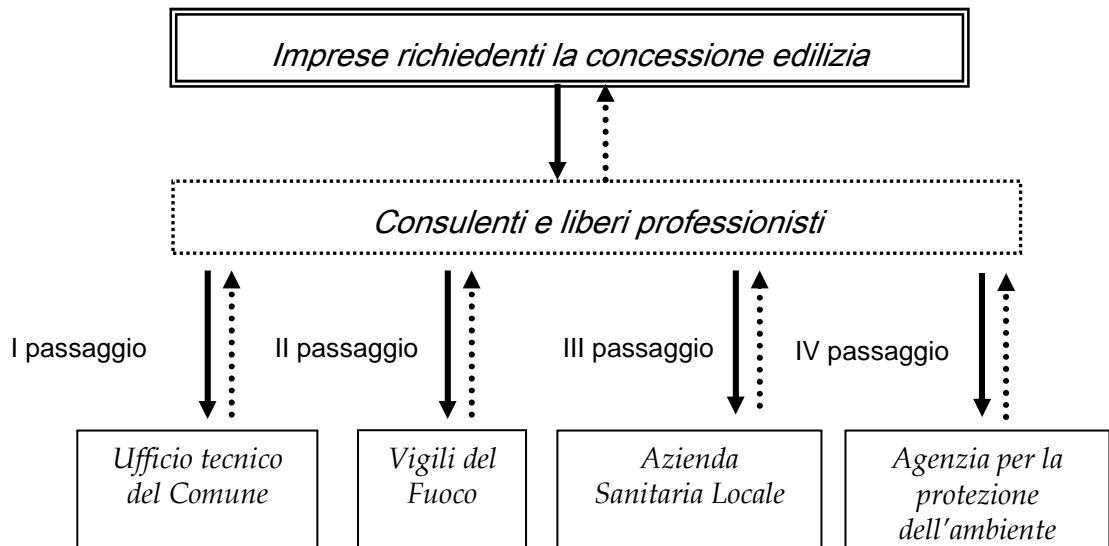 Imprese richiedenti la concessione edilizia
Consulenti e liberi professionisti
I passaggio
II passaggio
III passaggio
IV passaggio
Ufficio tecnico
del Comune
Vigili del
Fuoco
Azienda
Sanitaria Locale
Agenzia per la
protezione
dell'ambiente